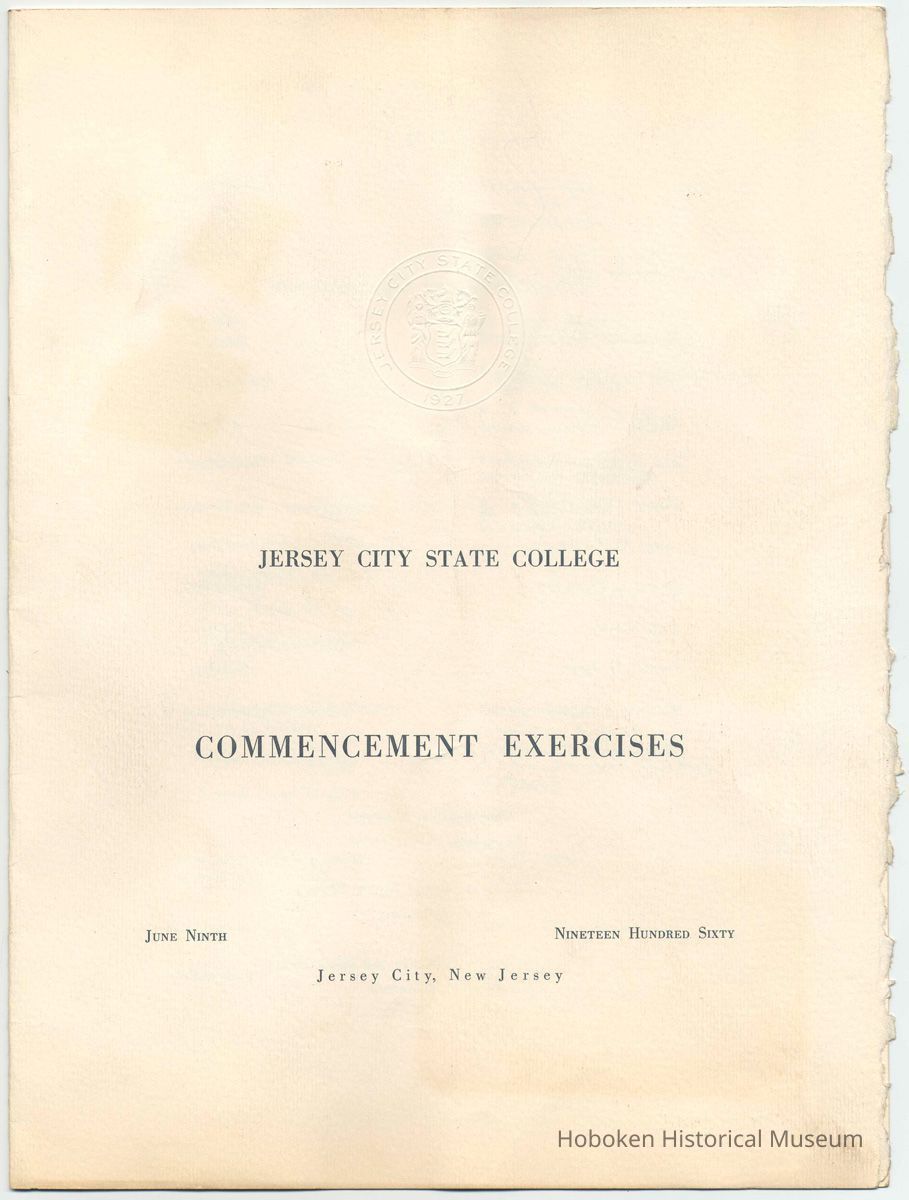 JERSEY CITY STATE COLLEGE
1927
JERSEY CITY STATE COLLEGE
COMMENCEMENT EXERCISES
June Ninth
Nineteen Hundred Sixty
Jersey City, New Jersey
Hoboken Historical Museum